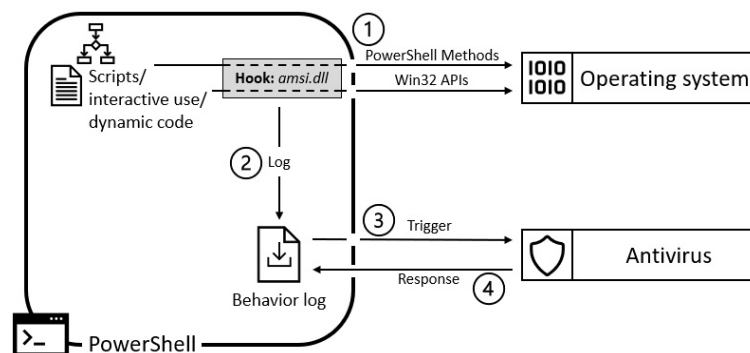 1
PowerShell Methods
Scripts/
interactive use/
dynamic code
Hook: amsi.dll
Win32 APIs
1010
1010
Operating system
2
Log
3
Trigger
Antivirus
Response
4
Behavior log
>_
PowerShell